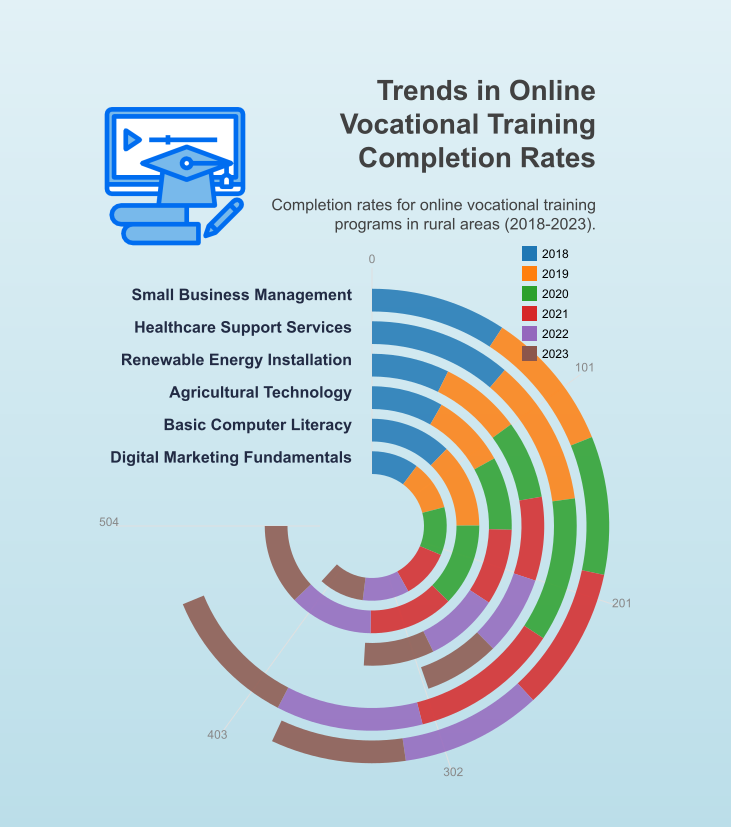 Trends in Online
Vocational Training
Completion Rates
Completion rates for online vocational training
programs in rural areas (2018-2023).
2018
2019
2020
2021
2022
2023
0
101
201
302
403
504
Small Business Management
Healthcare Support Services
Renewable Energy Installation
Agricultural Technology
Basic Computer Literacy
Digital Marketing Fundamentals